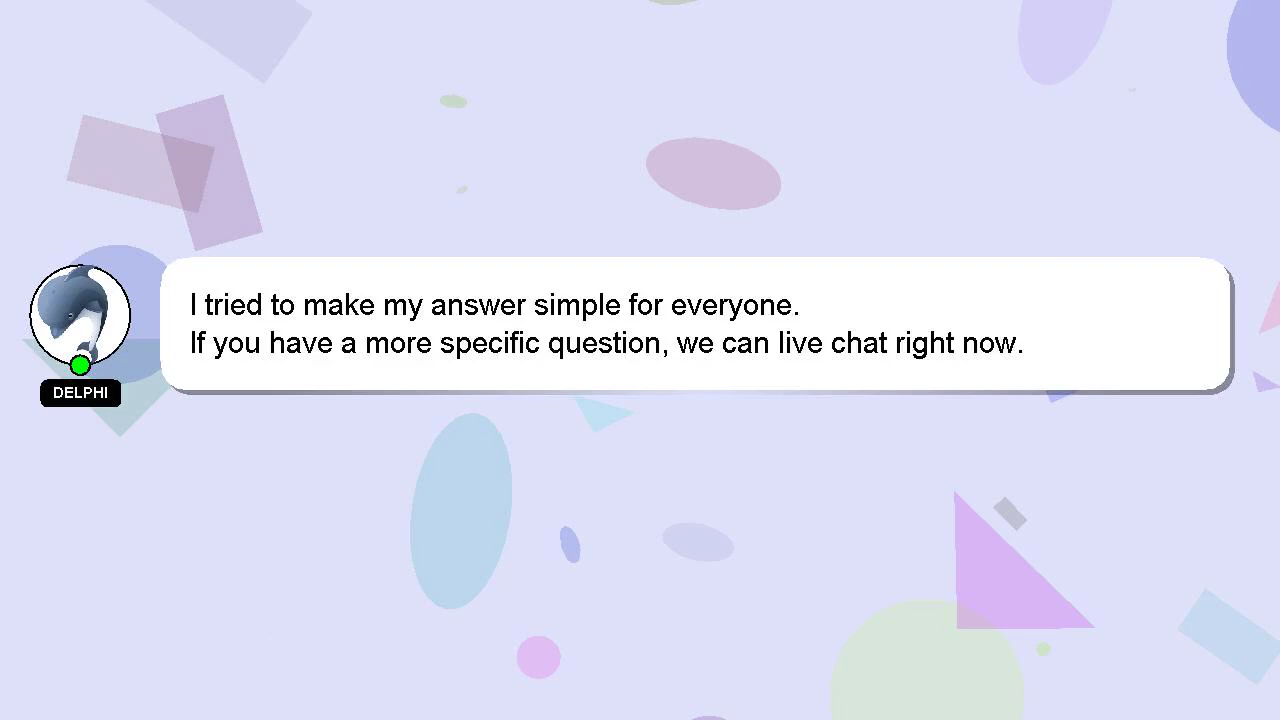 I tried to make my answer simple for everyone.
If you have a more specific question, we can live chat right now.
DELPHI